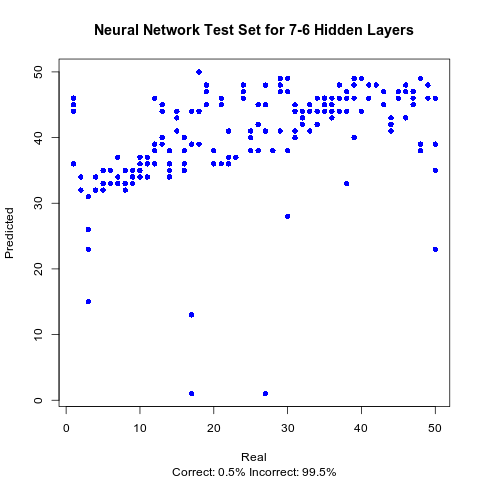 Neural Network Test Set for 7-6 Hidden Layers
Predicted
50
40
30
20
10
0
0 10 20 30 40 50
Real
Correct: 0.5% Incorrect: 99.5%